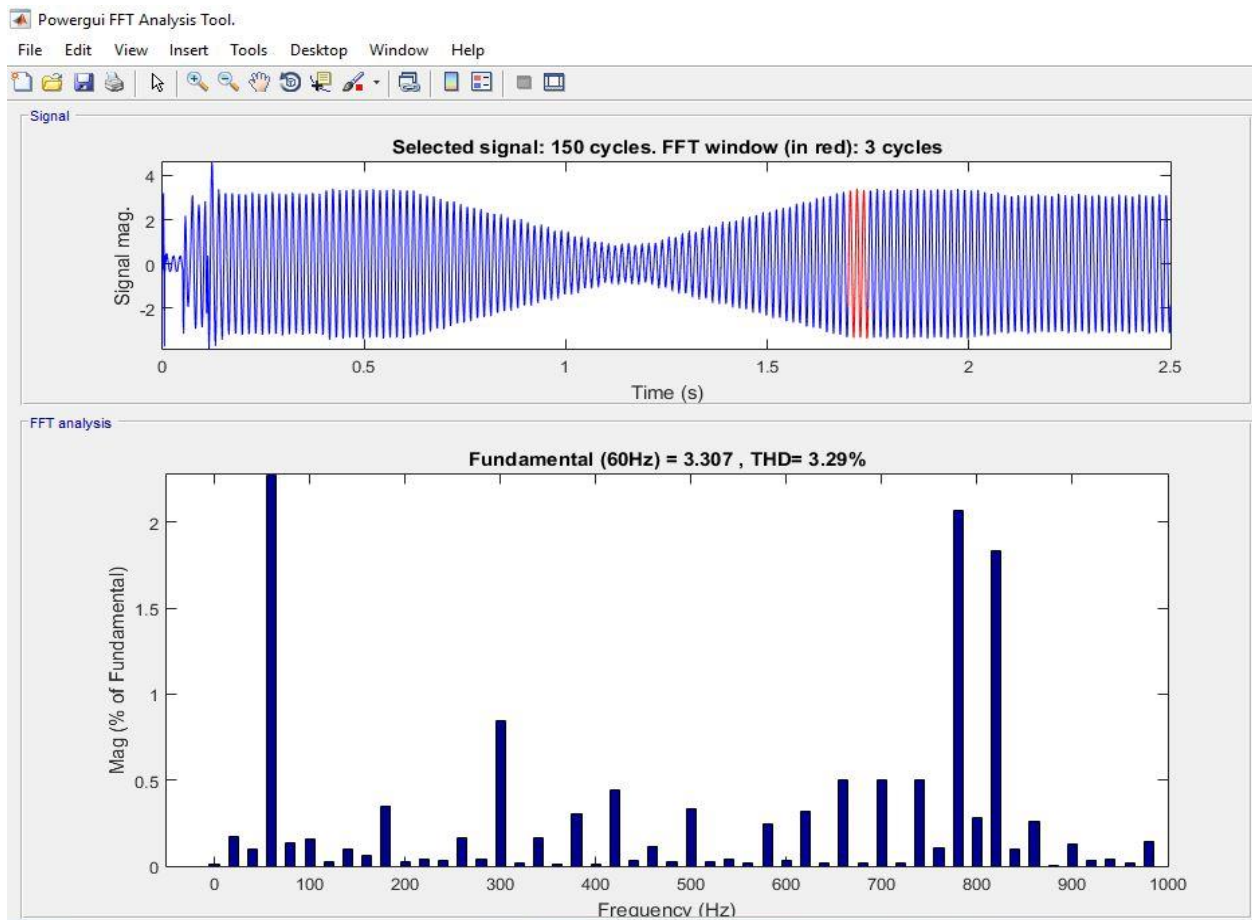 Powergui FFT Analysis Tool.
File Edit View Insert Tools Desktop Window Help
Signal
Selected signal: 150 cycles. FFT window (in red): 3 cycles
Signal mag.
4
2
0
-2
0 0.5 1 1.5 2 2.5
Time (s)
FFT analysis
Fundamental (60Hz) = 3.307 , THD= 3.29%
Mag (% of Fundamental)
2
1.5
1
0.5
0
0 100 200 300 400 500 600 700 800 900 1000
Frequency (Hz)